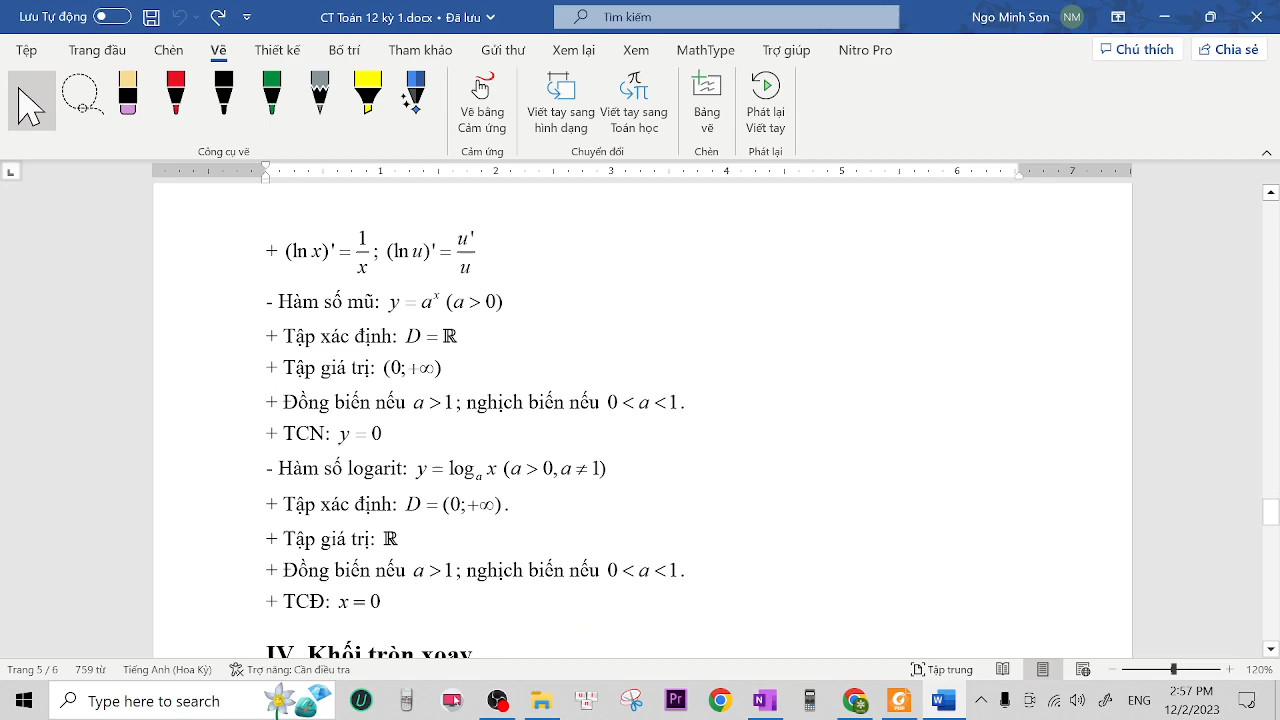 Lưu Tự động
CT Toán 12 kỳ 1.docx • Đã lưu
Tìm kiếm
Ngo Minh Son NM
Tệp Trang đầu Chèn Vẽ Thiết kế Bố trí Tham khảo Gửi thư Xem lại Xem MathType Trợ giúp Nitro Pro
Chú thích Chia sẻ
Vẽ bằng Cảm ứng
Viết tay sang hình dạng
Viết tay sang Toán học
Bảng vẽ
Phát lại Viết tay
Công cụ vẽ Cảm ứng Chuyển đổi Chèn Phát lại
1 2 3 4 5 6 7
+ (ln x)' = 1/x ; (ln u)' = u'/u
- Hàm số mũ: y = a^x (a > 0)
+ Tập xác định: D = ℝ
+ Tập giá trị: (0;+∞)
+ Đồng biến nếu a > 1; nghịch biến nếu 0 < a < 1.
+ TCN: y = 0
- Hàm số logarit: y = log_a x (a > 0, a ≠ 1)
+ Tập xác định: D = (0;+∞).
+ Tập giá trị: ℝ
+ Đồng biến nếu a > 1; nghịch biến nếu 0 < a < 1.
+ TCĐ: x = 0
IV. Khối tròn xoay
Trang 5 / 6 759 từ Tiếng Anh (Hoa Kỳ) Trợ năng: Cần điều tra Tập trung 120%
Type here to search
ENG
2:57 PM
12/2/2023